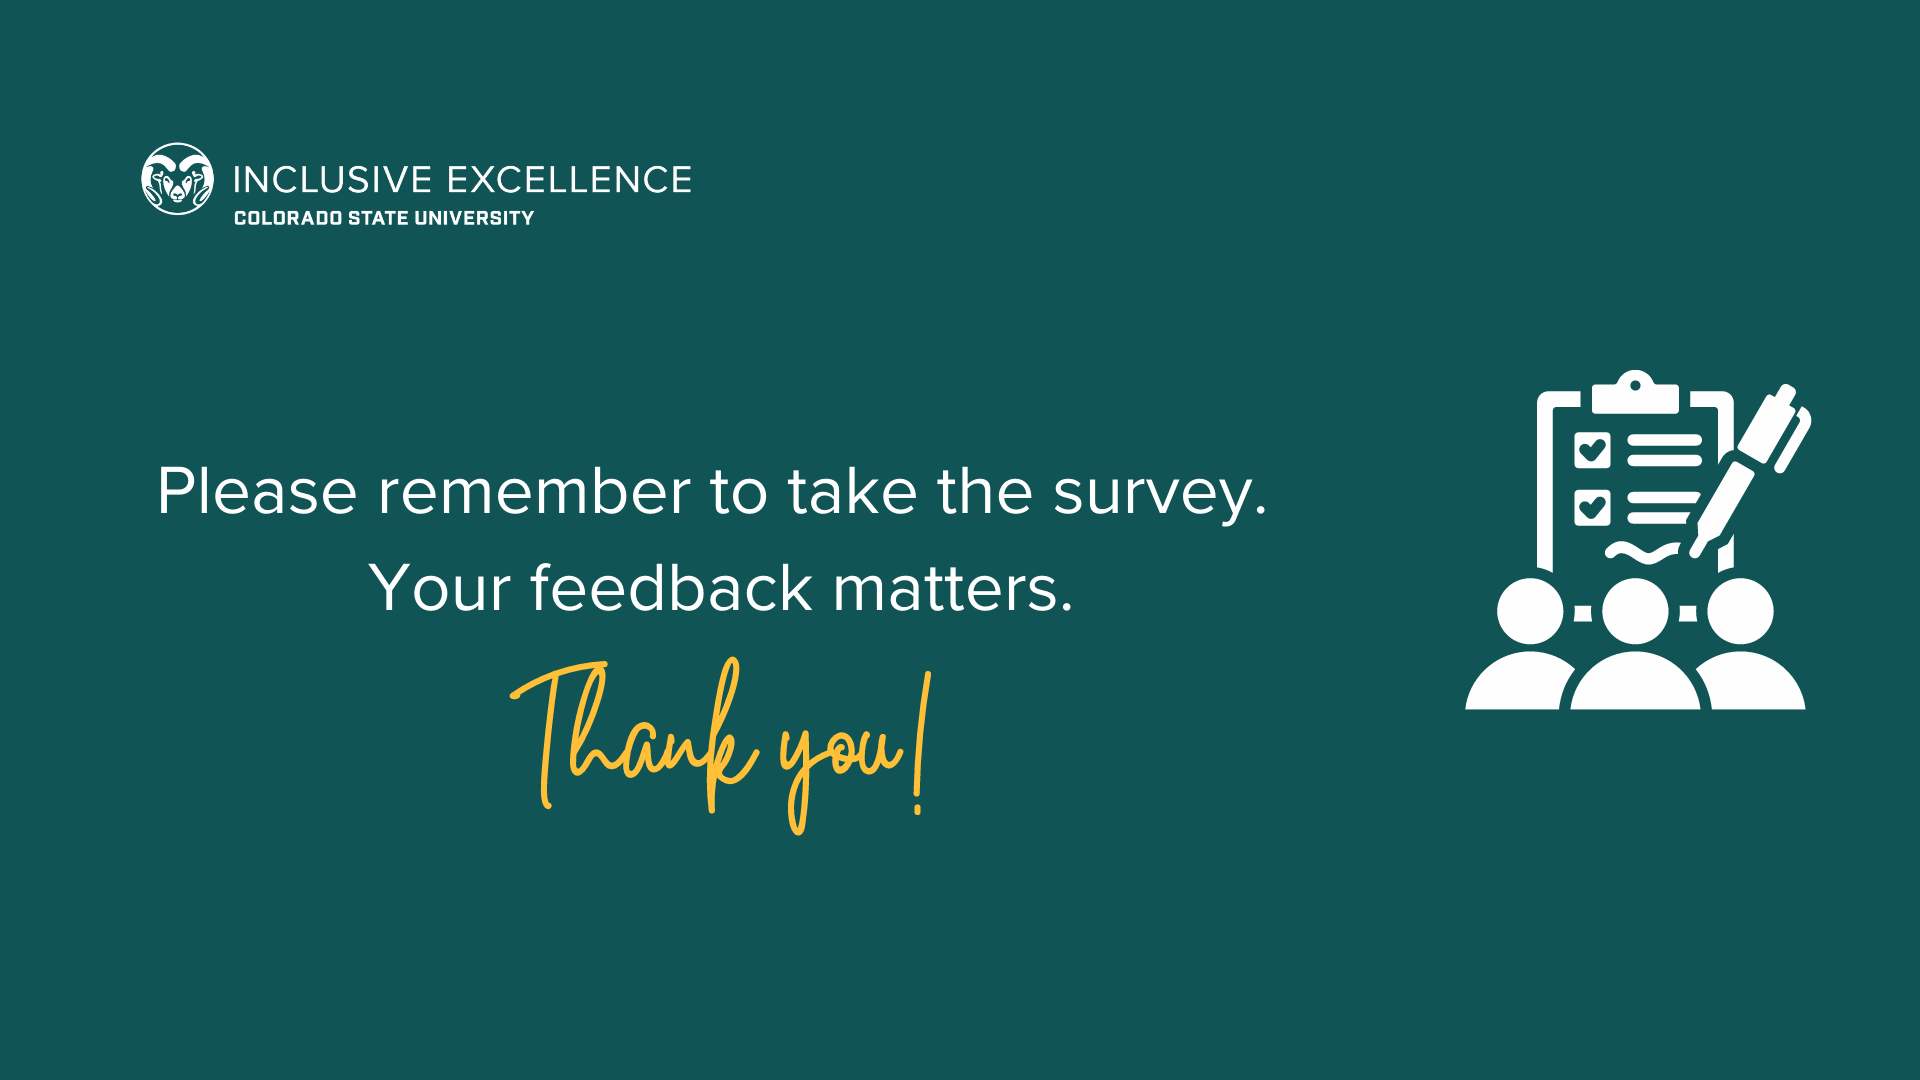 INCLUSIVE EXCELLENCE
COLORADO STATE UNIVERSITY
Please remember to take the survey.
Your feedback matters.
Thank you!